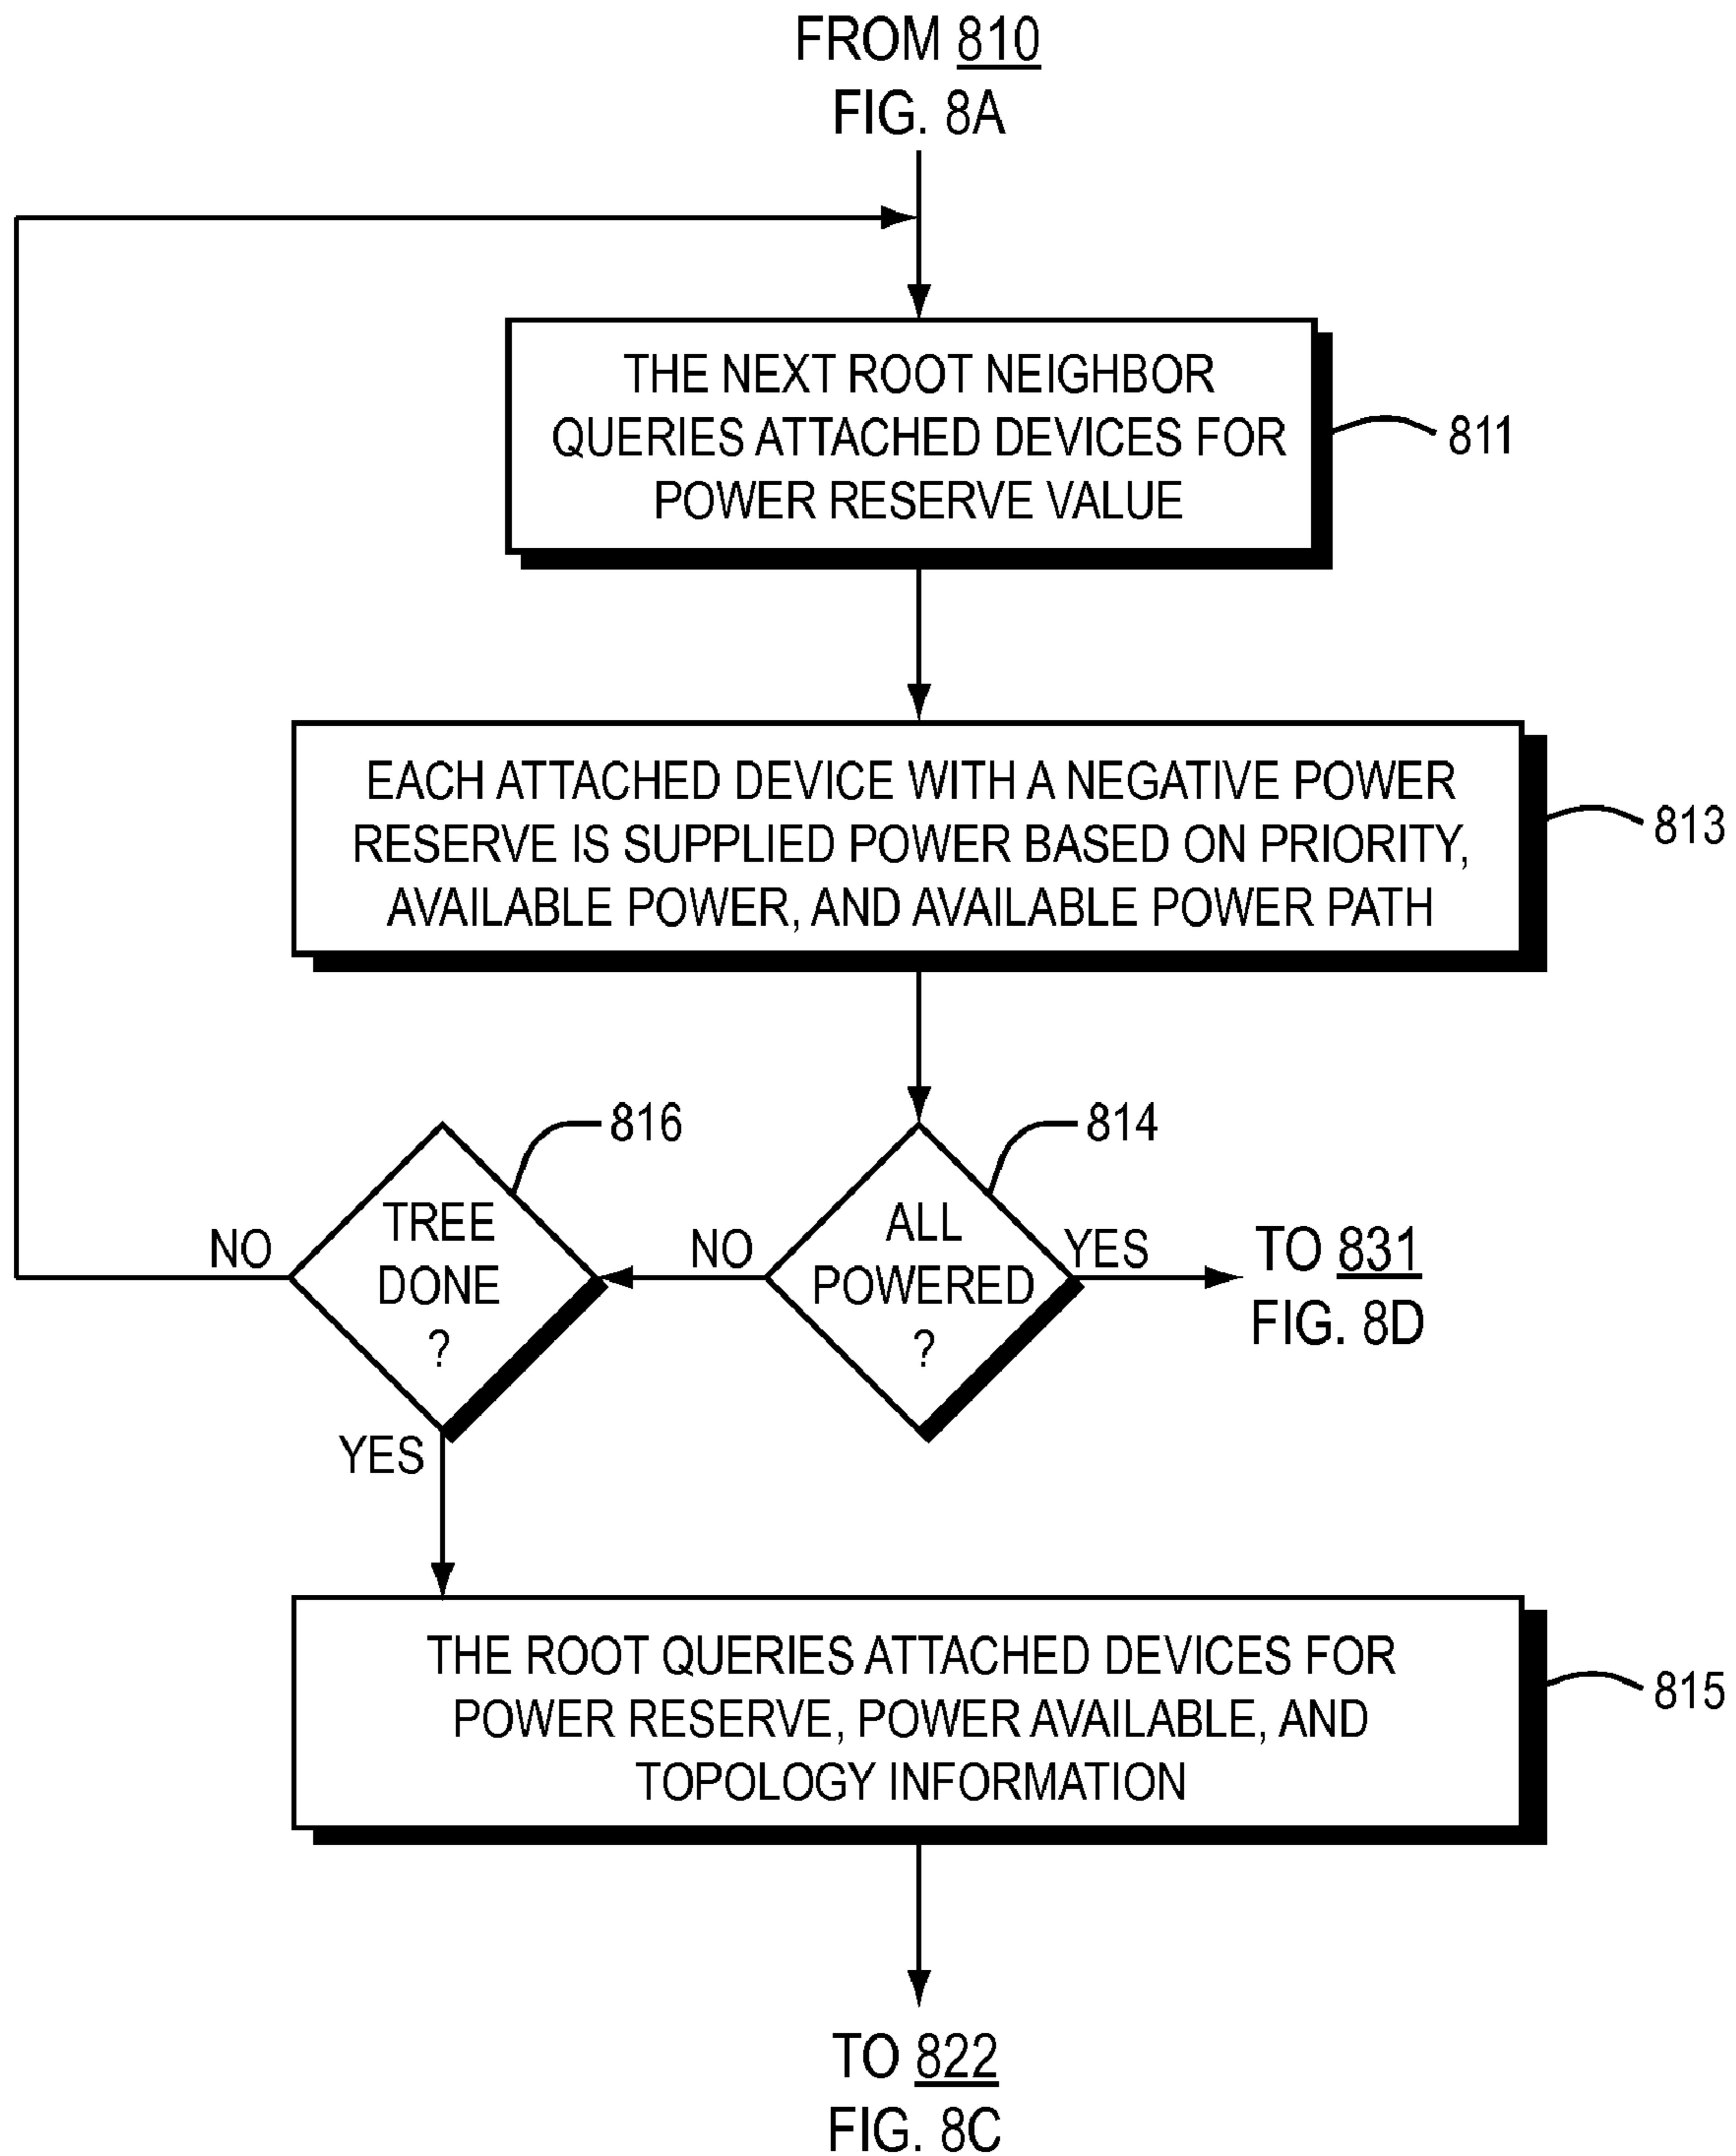 FROM 810
FIG. 8A
THE NEXT ROOT NEIGHBOR
QUERIES ATTACHED DEVICES FOR
POWER RESERVE VALUE
811
EACH ATTACHED DEVICE WITH A NEGATIVE POWER
RESERVE IS SUPPLIED POWER BASED ON PRIORITY,
AVAILABLE POWER, AND AVAILABLE POWER PATH
813
816
814
TREE
DONE
?
NO
YES
ALL
POWERED
?
NO
YES
TO 831
FIG. 8D
THE ROOT QUERIES ATTACHED DEVICES FOR
POWER RESERVE, POWER AVAILABLE, AND
TOPOLOGY INFORMATION
815
TO 822
FIG. 8C